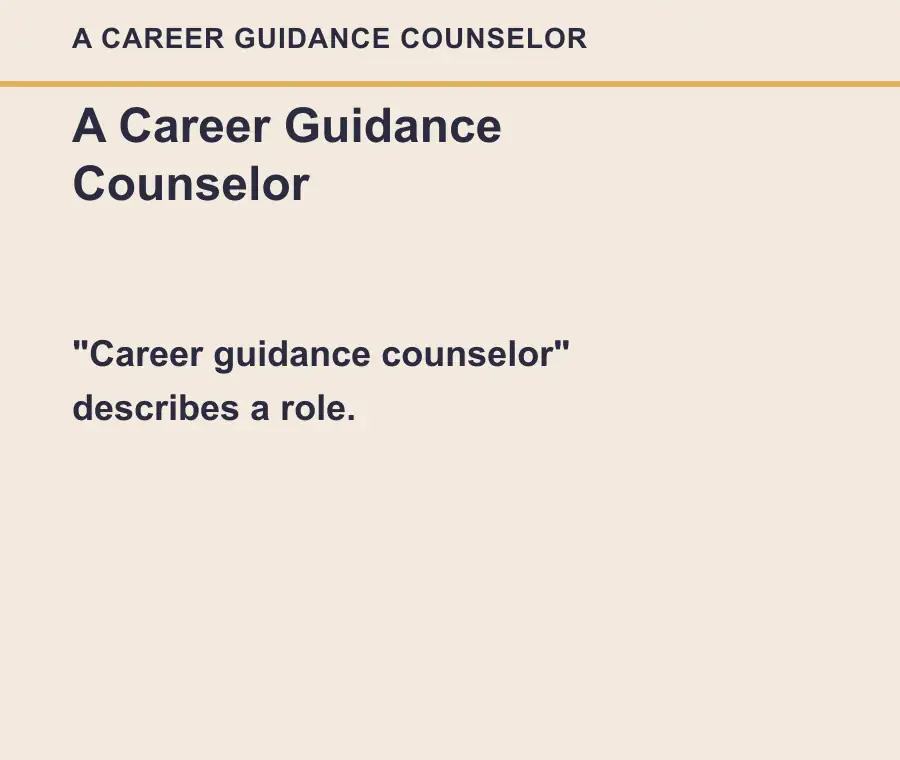 A CAREER GUIDANCE COUNSELOR
A Career Guidance
Counselor
"Career guidance counselor"
describes a role.